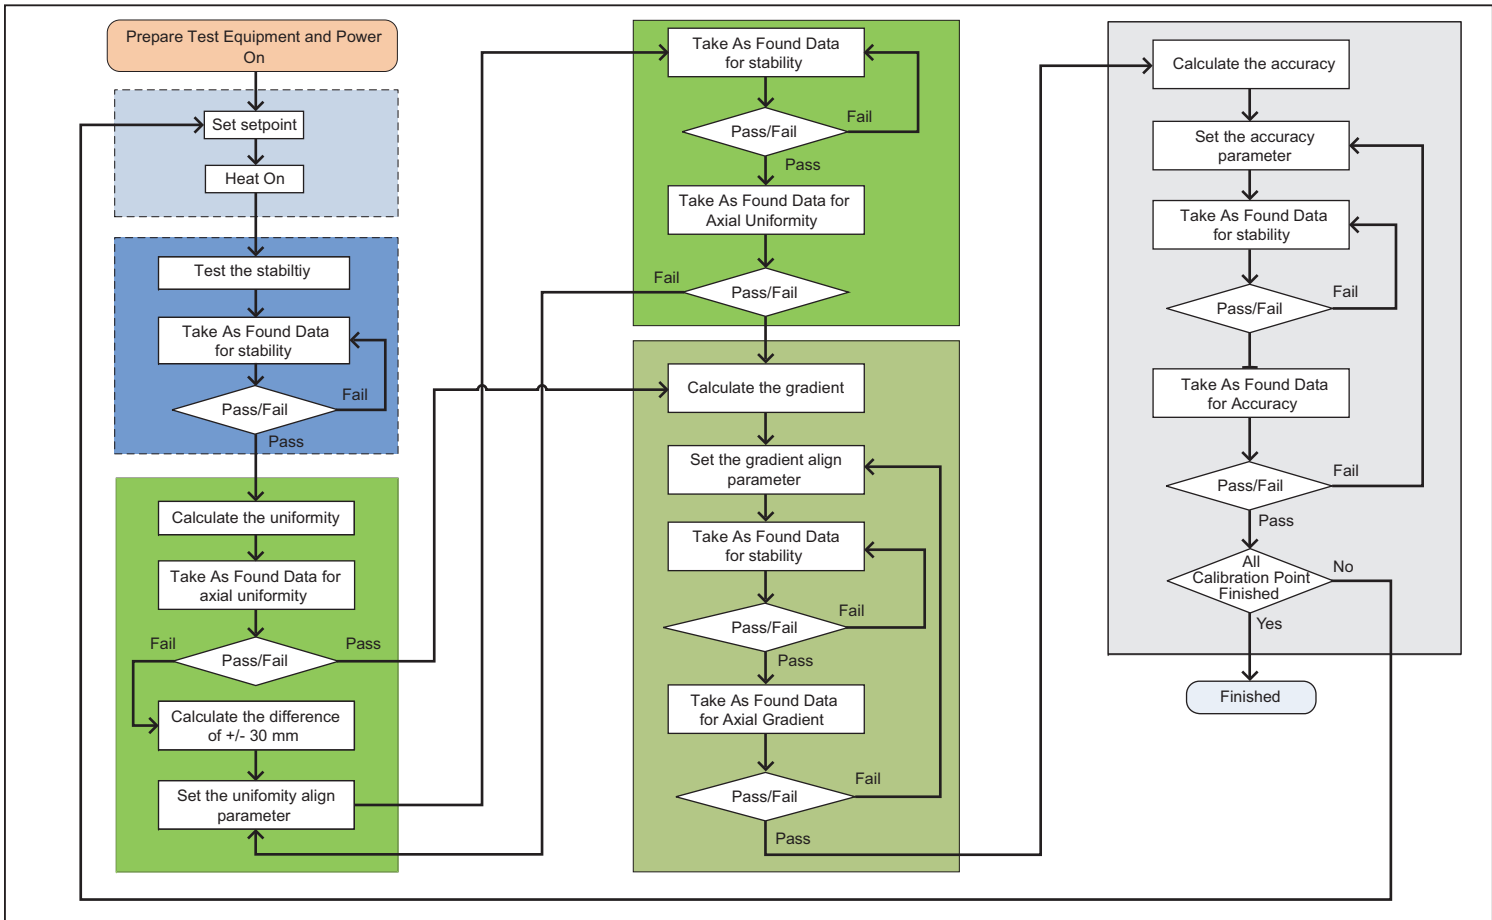 Prepare Test Equipment and Power
On
Set setpoint
Heat On
Test the stabiltiy
Take As Found Data
for stability
Pass/Fail
Fail
Pass
Calculate the uniformity
Take As Found Data for
axial uniformity
Fail
Pass
Pass/Fail
Calculate the difference
of +/- 30 mm
Set the unifomity align
parameter
Take As Found Data
for stability
Pass/Fail
Fail
Pass
Take As Found Data for
Axial Uniformity
Fail
Pass/Fail
Calculate the gradient
Set the gradient align
parameter
Take As Found Data
for stability
Pass/Fail
Fail
Pass
Take As Found Data
for Axial Gradient
Pass/Fail
Fail
Pass
Calculate the accuracy
Set the accuracy
parameter
Take As Found Data
for stability
Pass/Fail
Fail
Take As Found Data
for Accuracy
Pass/Fail
Fail
Pass
All
Calibration Point
Finished
No
Yes
Finished